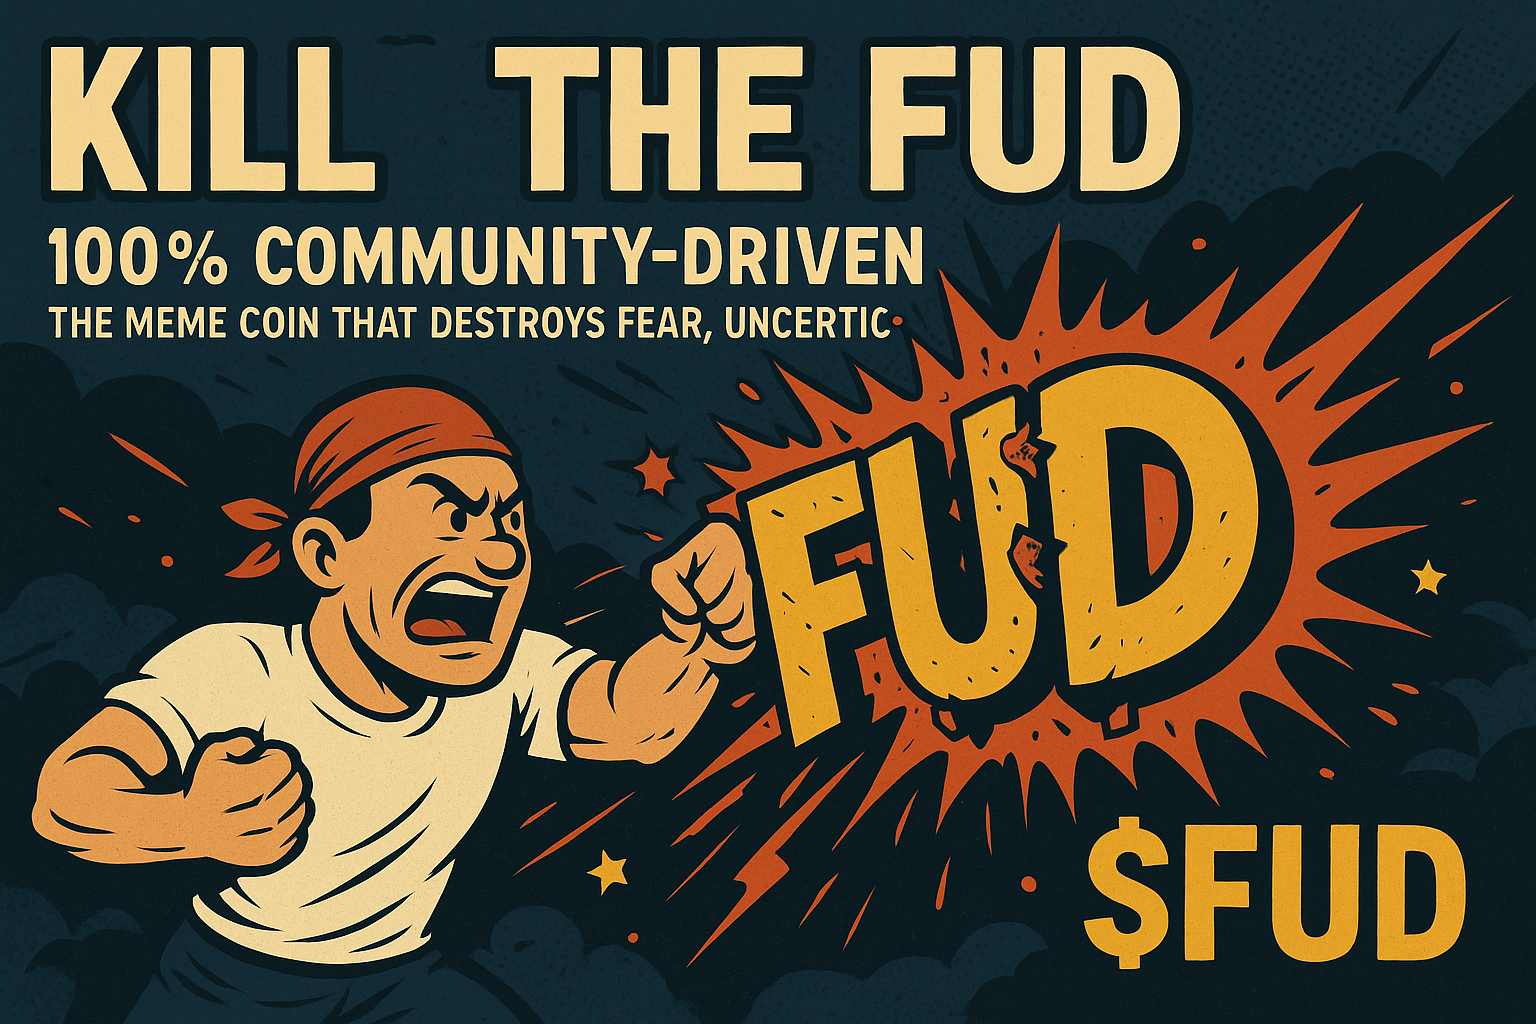 KILL THE FUD
100% COMMUNITY-DRIVEN
THE MEME COIN THAT DESTROYS FEAR, UNCERTIC
FUD
$FUD